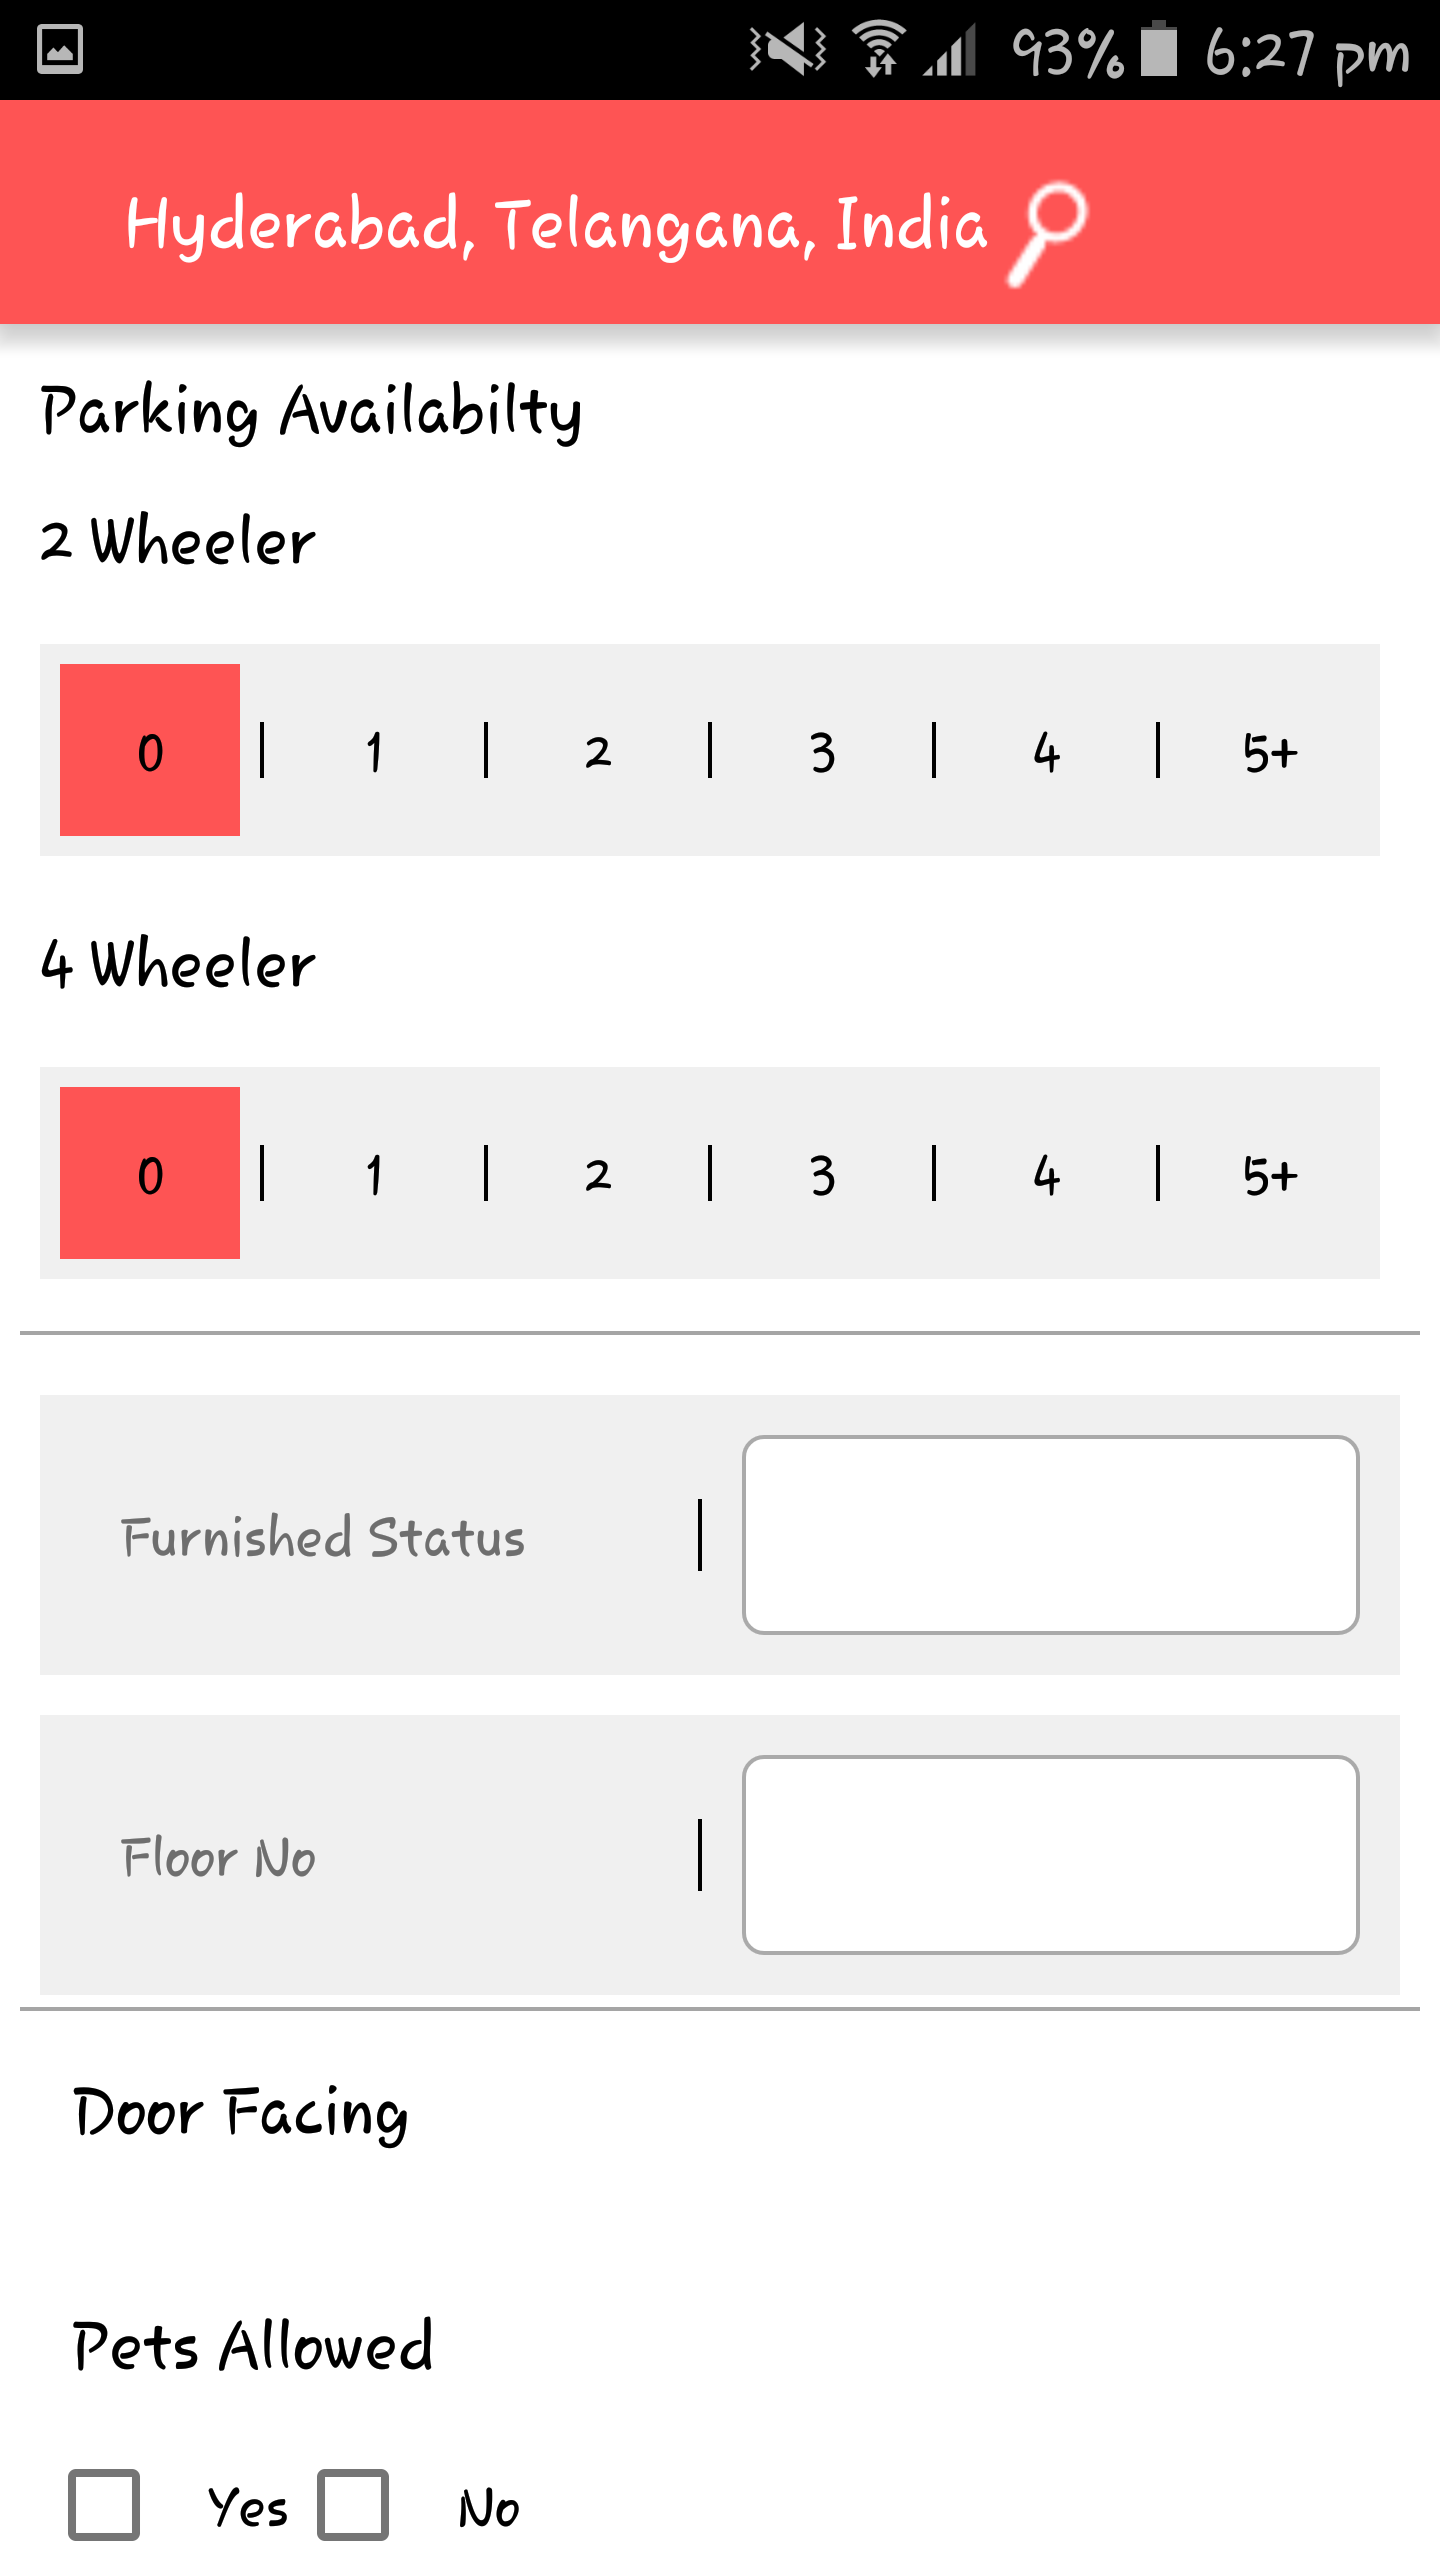 93% 6:27 pm
Hyderabad, Telangana, India
Parking Availabilty
2 Wheeler
0 | 1 | 2 | 3 | 4 | 5+
4 Wheeler
0 | 1 | 2 | 3 | 4 | 5+
Furnished Status |
Floor No |
Door Facing
Pets Allowed
Yes No